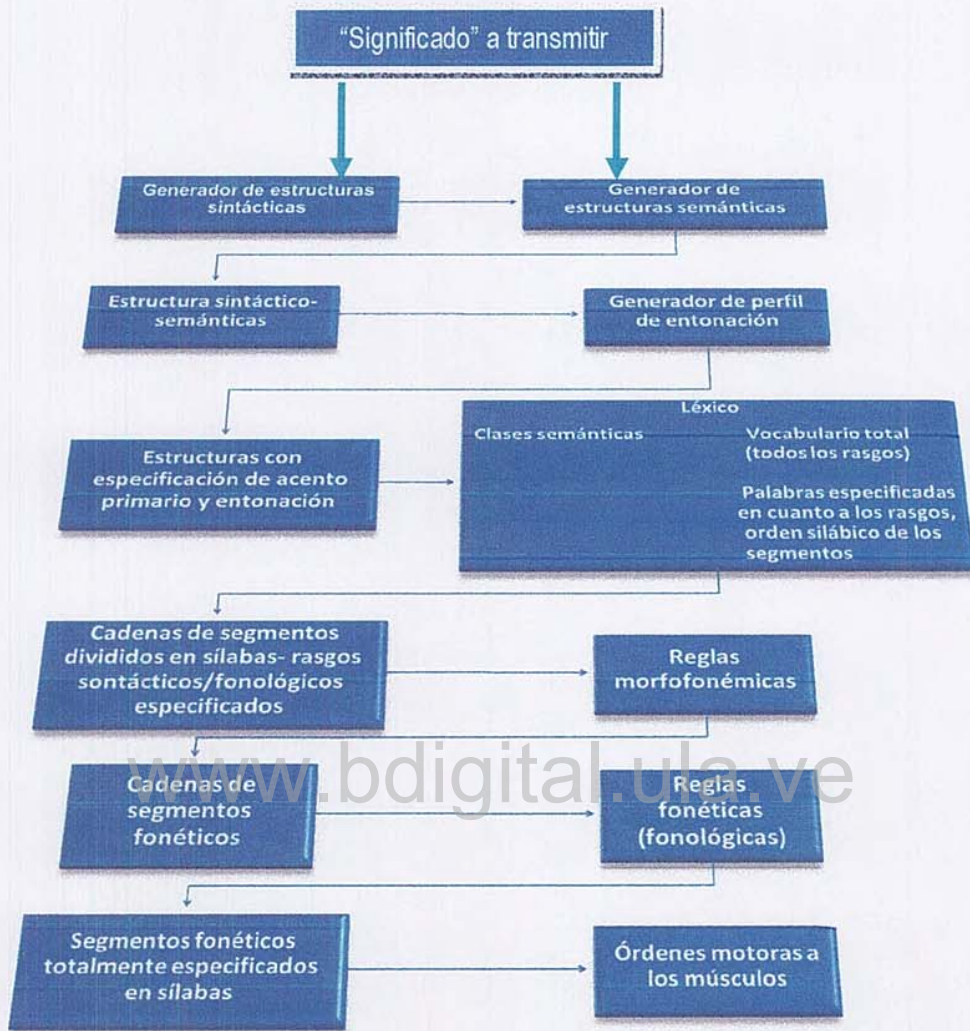 “Significado” a transmitir
Generador de estructuras
sintácticas
Generador de
estructuras semánticas
Estructura sintáctico-
semánticas
Generador de perfil
de entonación
Estructuras con
especificación de acento
primario y entonación
Léxico
Clases semánticas
Vocabulario total
(todos los rasgos)
Palabras especificadas
en cuanto a los rasgos,
orden silábico de los
segmentos
Cadenas de segmentos
divididos en sílabas- rasgos
sontácticos/fonológicos
especificados
Reglas
morfofonémicas
www.bdigital.ula.ve
Cadenas de
segmentos
fonéticos
Reglas
fonéticas
(fonológicas)
Segmentos fonéticos
totalmente especificados
en sílabas
Órdenes motoras a
los músculos